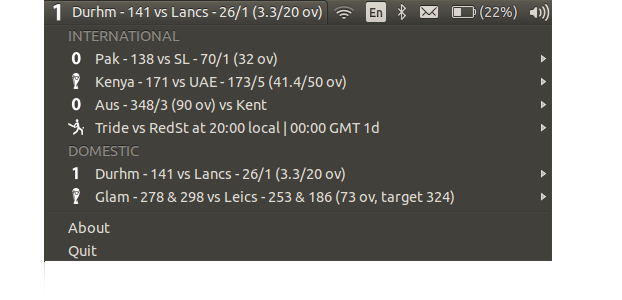 1 Durhm - 141 vs Lancs - 26/1 (3.3/20 ov) En (22%)
INTERNATIONAL
0 Pak - 138 vs SL - 70/1 (32 ov)
Kenya - 171 vs UAE - 173/5 (41.4/50 ov)
0 Aus - 348/3 (90 ov) vs Kent
Tride vs RedSt at 20:00 local | 00:00 GMT 1d
DOMESTIC
1 Durhm - 141 vs Lancs - 26/1 (3.3/20 ov)
Glam - 278 & 298 vs Leics - 253 & 186 (73 ov, target 324)
About
Quit